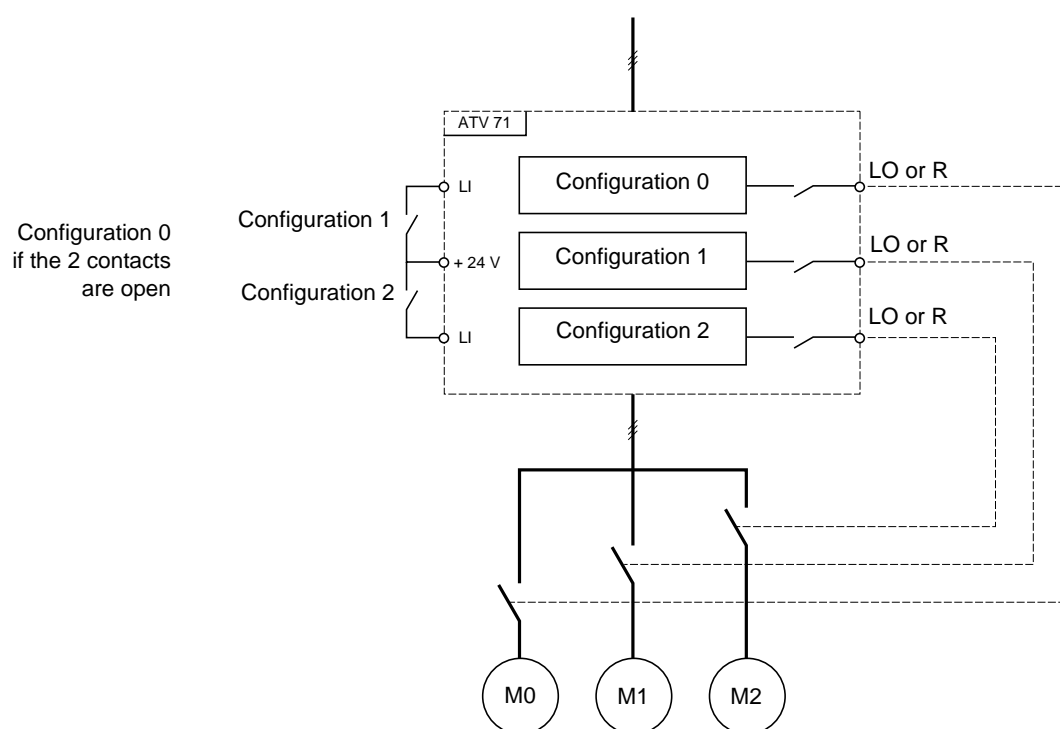 ATV 71
LI
Configuration 0
LO or R
Configuration 1
Configuration 0
if the 2 contacts
are open
+ 24 V
Configuration 1
LO or R
Configuration 2
LI
Configuration 2
LO or R
M0
M1
M2